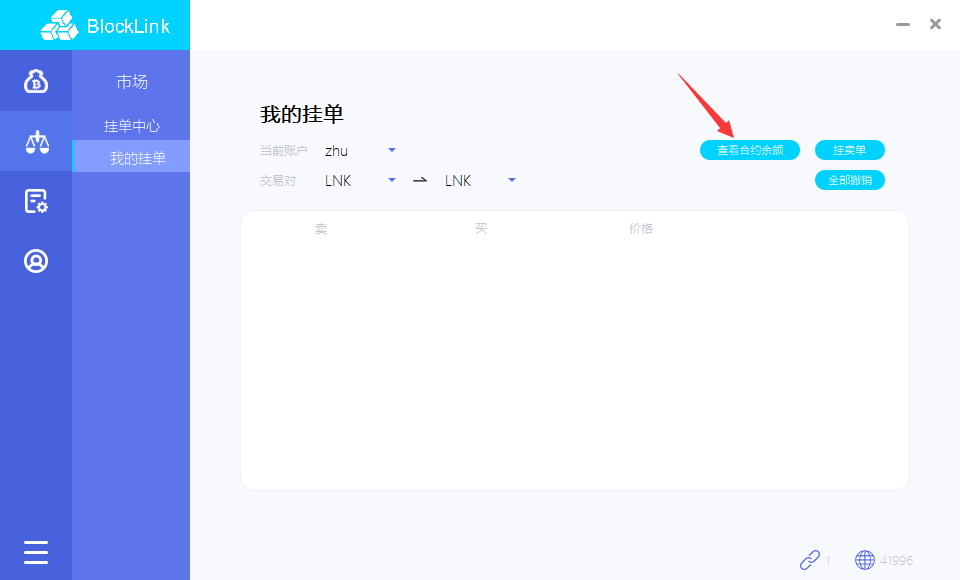 BlockLink
市场
挂单中心
我的挂单
我的挂单
当前账户 zhu
查看合约余额 挂卖单
交易对 LNK LNK
全部撤销
卖 买 价格
1 41996